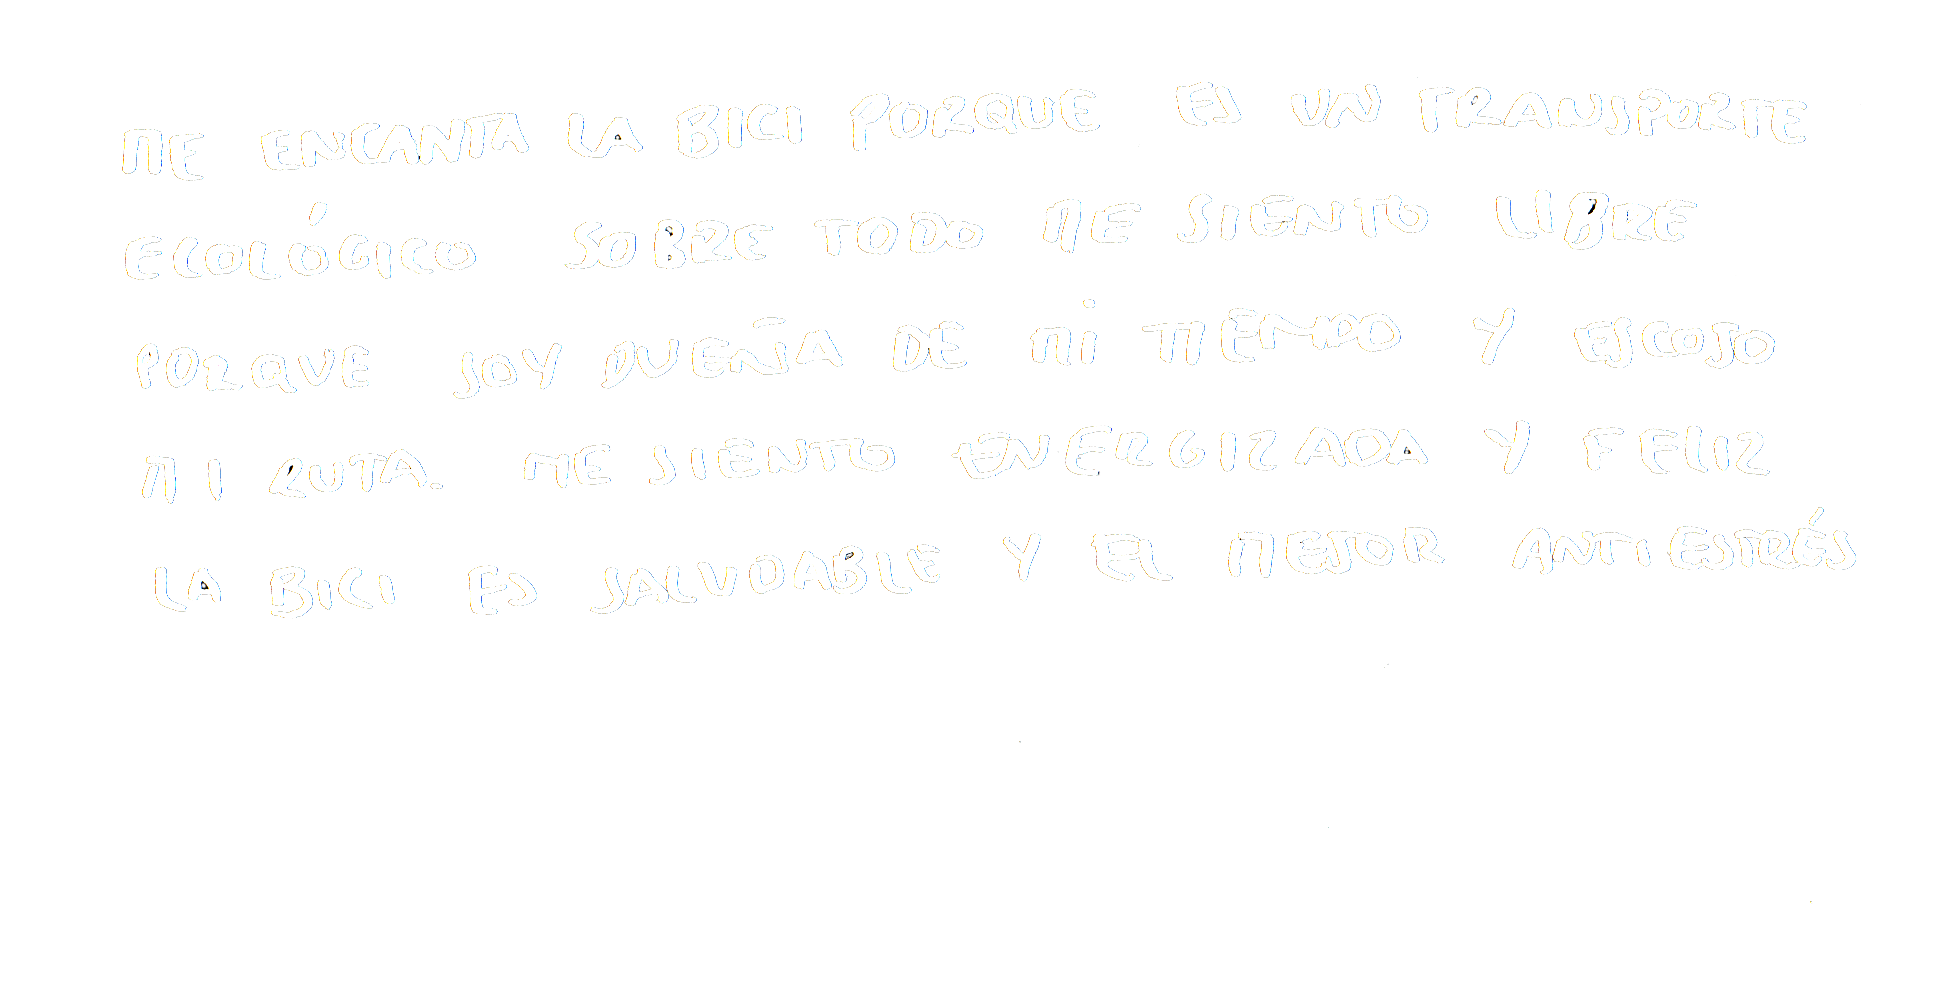 ME ENCANTA LA BICI PORQUE ES UN TRANSPORTE
ECOLÓGICO SOBRE TODO ME SIENTO LIBRE
PORQUE SOY DUEÑA DE MI TIEMPO Y ESCOJO
MI RUTA. ME SIENTO ENERGIZADA Y FELIZ
LA BICI ES SALUDABLE Y EL MEJOR ANTIESTRÉS